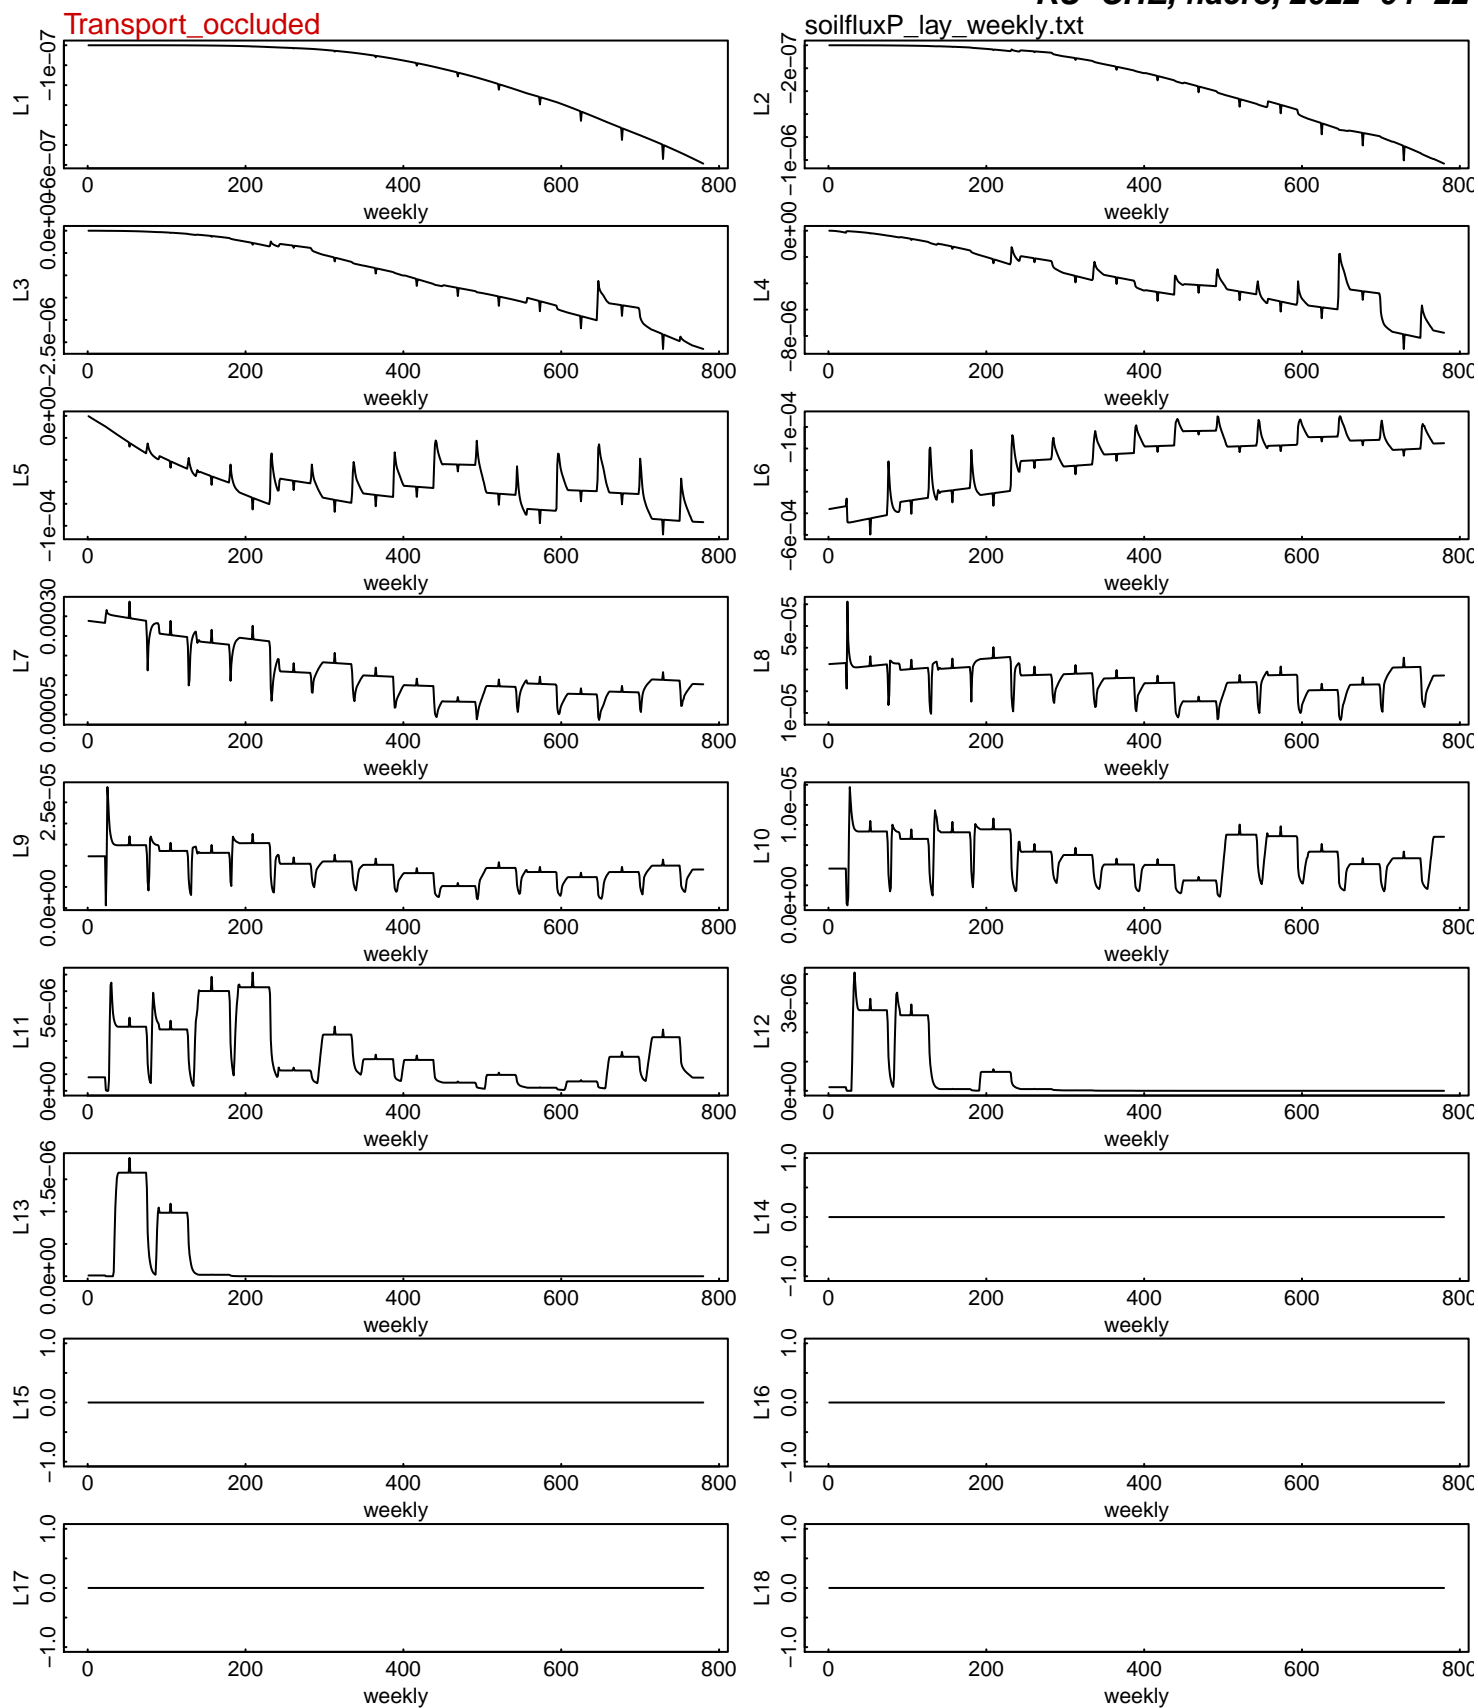 Transport_occluded
soilfluxP_lay_weekly.txt
L1
−6e−07 −1e−07
0 200 400 600 800
weekly
L2
−1e−06 −2e−07
0 200 400 600 800
weekly
L3
−2.5e−06 0.0e+00
0 200 400 600 800
weekly
L4
−8e−06 0e+00
0 200 400 600 800
weekly
L5
−1e−04 0e+00
0 200 400 600 800
weekly
L6
−6e−04 −1e−04
0 200 400 600 800
weekly
L7
0.00005 0.00030
0 200 400 600 800
weekly
L8
1e−05 5e−05
0 200 400 600 800
weekly
L9
0.0e+00 2.5e−05
0 200 400 600 800
weekly
L10
0.0e+00 1.0e−05
0 200 400 600 800
weekly
L11
0e+00 5e−06
0 200 400 600 800
weekly
L12
0e+00 3e−06
0 200 400 600 800
weekly
L13
0.0e+00 1.5e−06
0 200 400 600 800
weekly
L14
−1.0 0.0 1.0
0 200 400 600 800
weekly
L15
−1.0 0.0 1.0
0 200 400 600 800
weekly
L16
−1.0 0.0 1.0
0 200 400 600 800
weekly
L17
−1.0 0.0 1.0
0 200 400 600 800
weekly
L18
−1.0 0.0 1.0
0 200 400 600 800
weekly